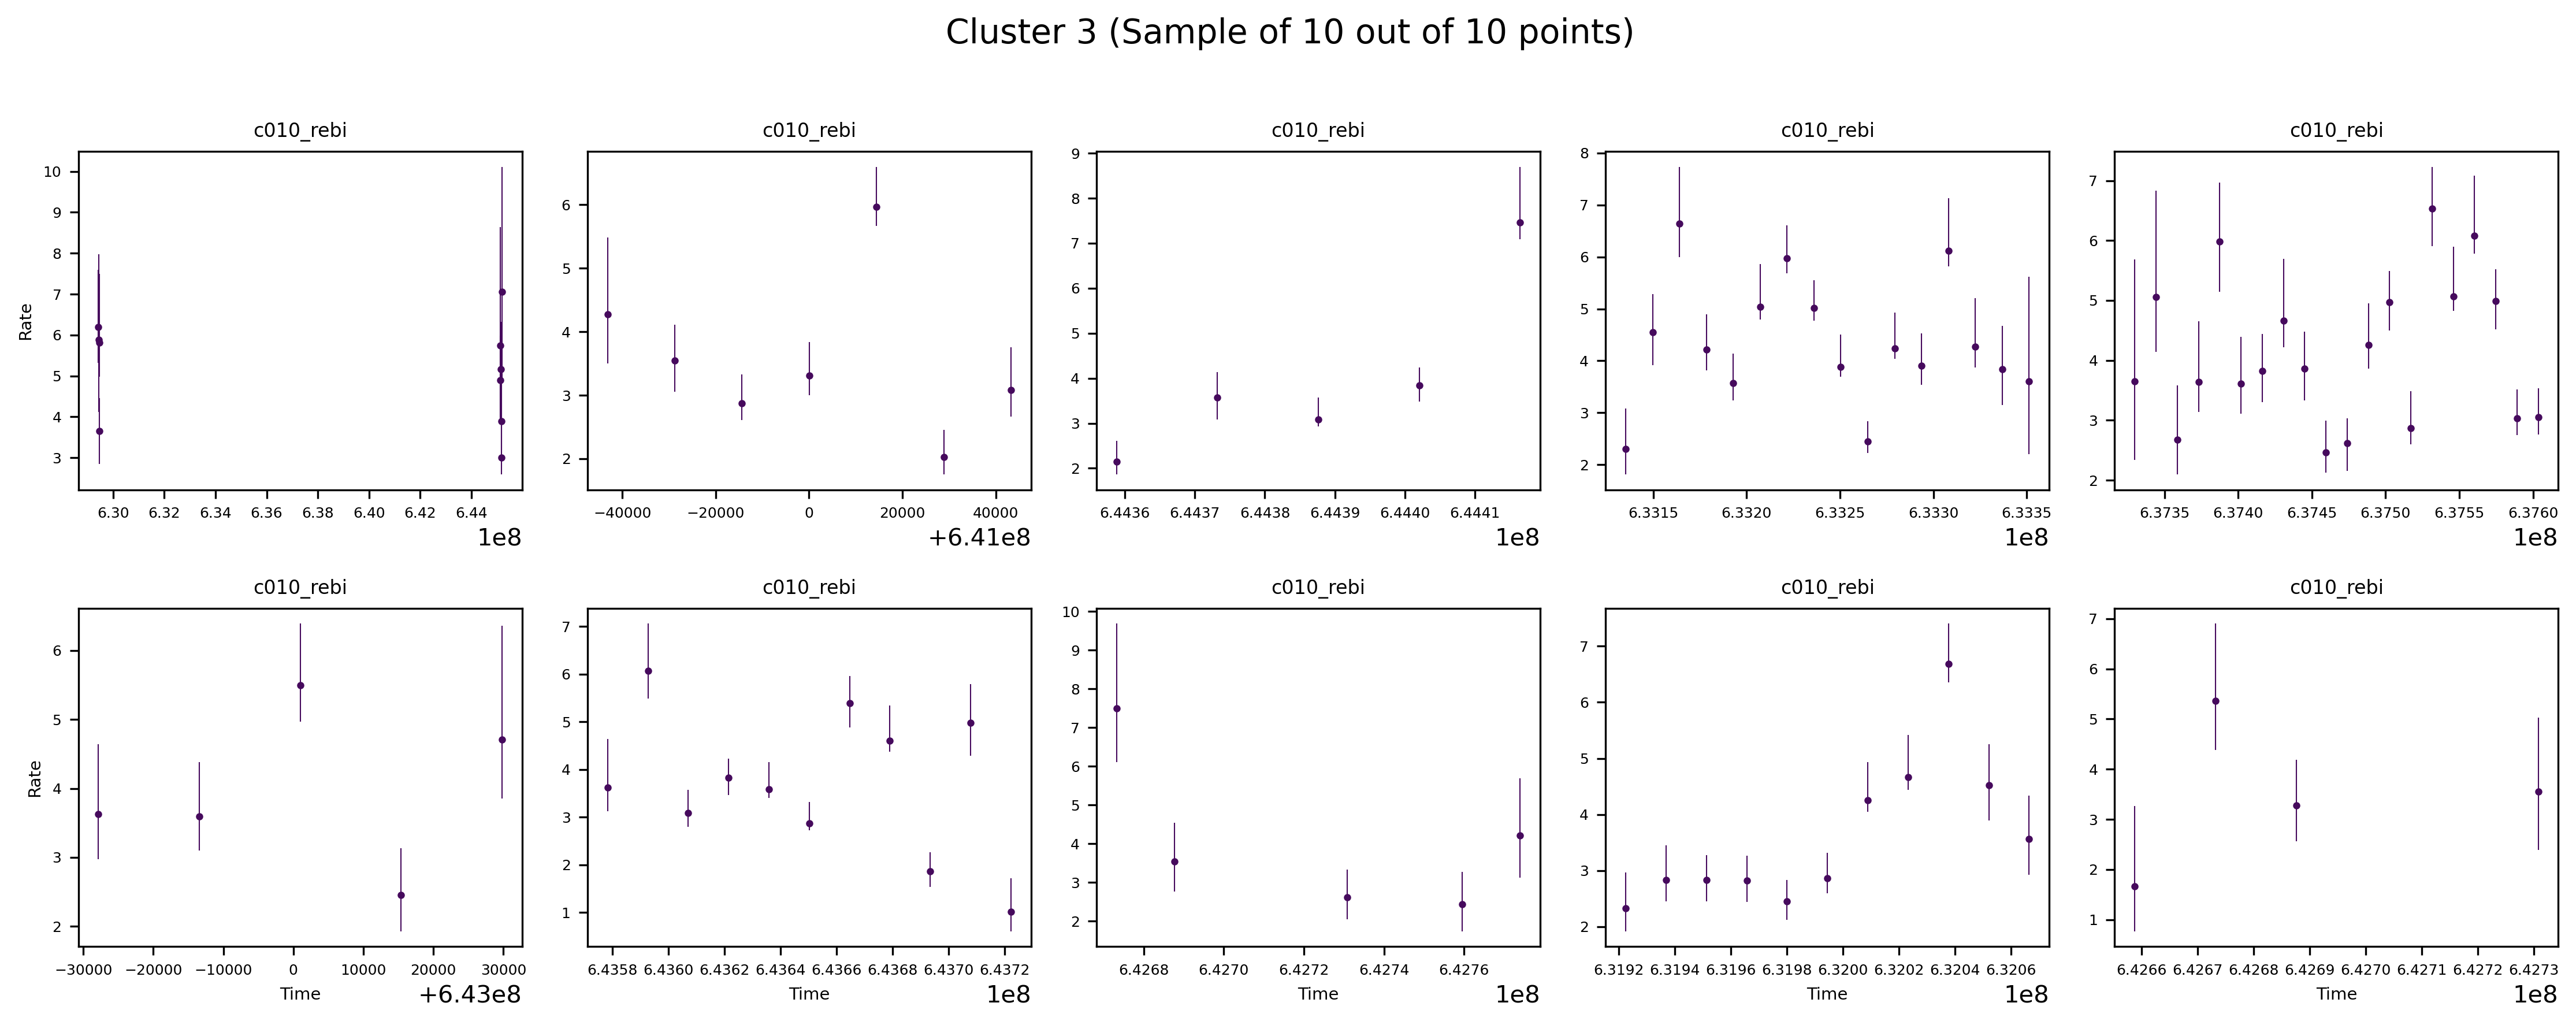 Cluster 3 (Sample of 10 out of 10 points)
c010_rebi c010_rebi c010_rebi c010_rebi c010_rebi
Rate
10
9
8
7
6
5
4
3
6.30 6.32 6.34 6.36 6.38 6.40 6.42 6.44
1e8
6
5
4
3
2
−40000 −20000 0 20000 40000
+6.41e8
9
8
7
6
5
4
3
2
6.4436 6.4437 6.4438 6.4439 6.4440 6.4441
1e8
8
7
6
5
4
3
2
6.3315 6.3320 6.3325 6.3330 6.3335
1e8
7
6
5
4
3
2
6.3735 6.3740 6.3745 6.3750 6.3755 6.3760
1e8
c010_rebi c010_rebi c010_rebi c010_rebi c010_rebi
Rate
6
5
4
3
2
−30000 −20000 −10000 0 10000 20000 30000
Time
+6.43e8
7
6
5
4
3
2
1
6.4358 6.4360 6.4362 6.4364 6.4366 6.4368 6.4370 6.4372
Time
1e8
10
9
8
7
6
5
4
3
2
6.4268 6.4270 6.4272 6.4274 6.4276
Time
1e8
7
6
5
4
3
2
6.3192 6.3194 6.3196 6.3198 6.3200 6.3202 6.3204 6.3206
Time
1e8
7
6
5
4
3
2
1
6.4266 6.4267 6.4268 6.4269 6.4270 6.4271 6.4272 6.4273
Time
1e8